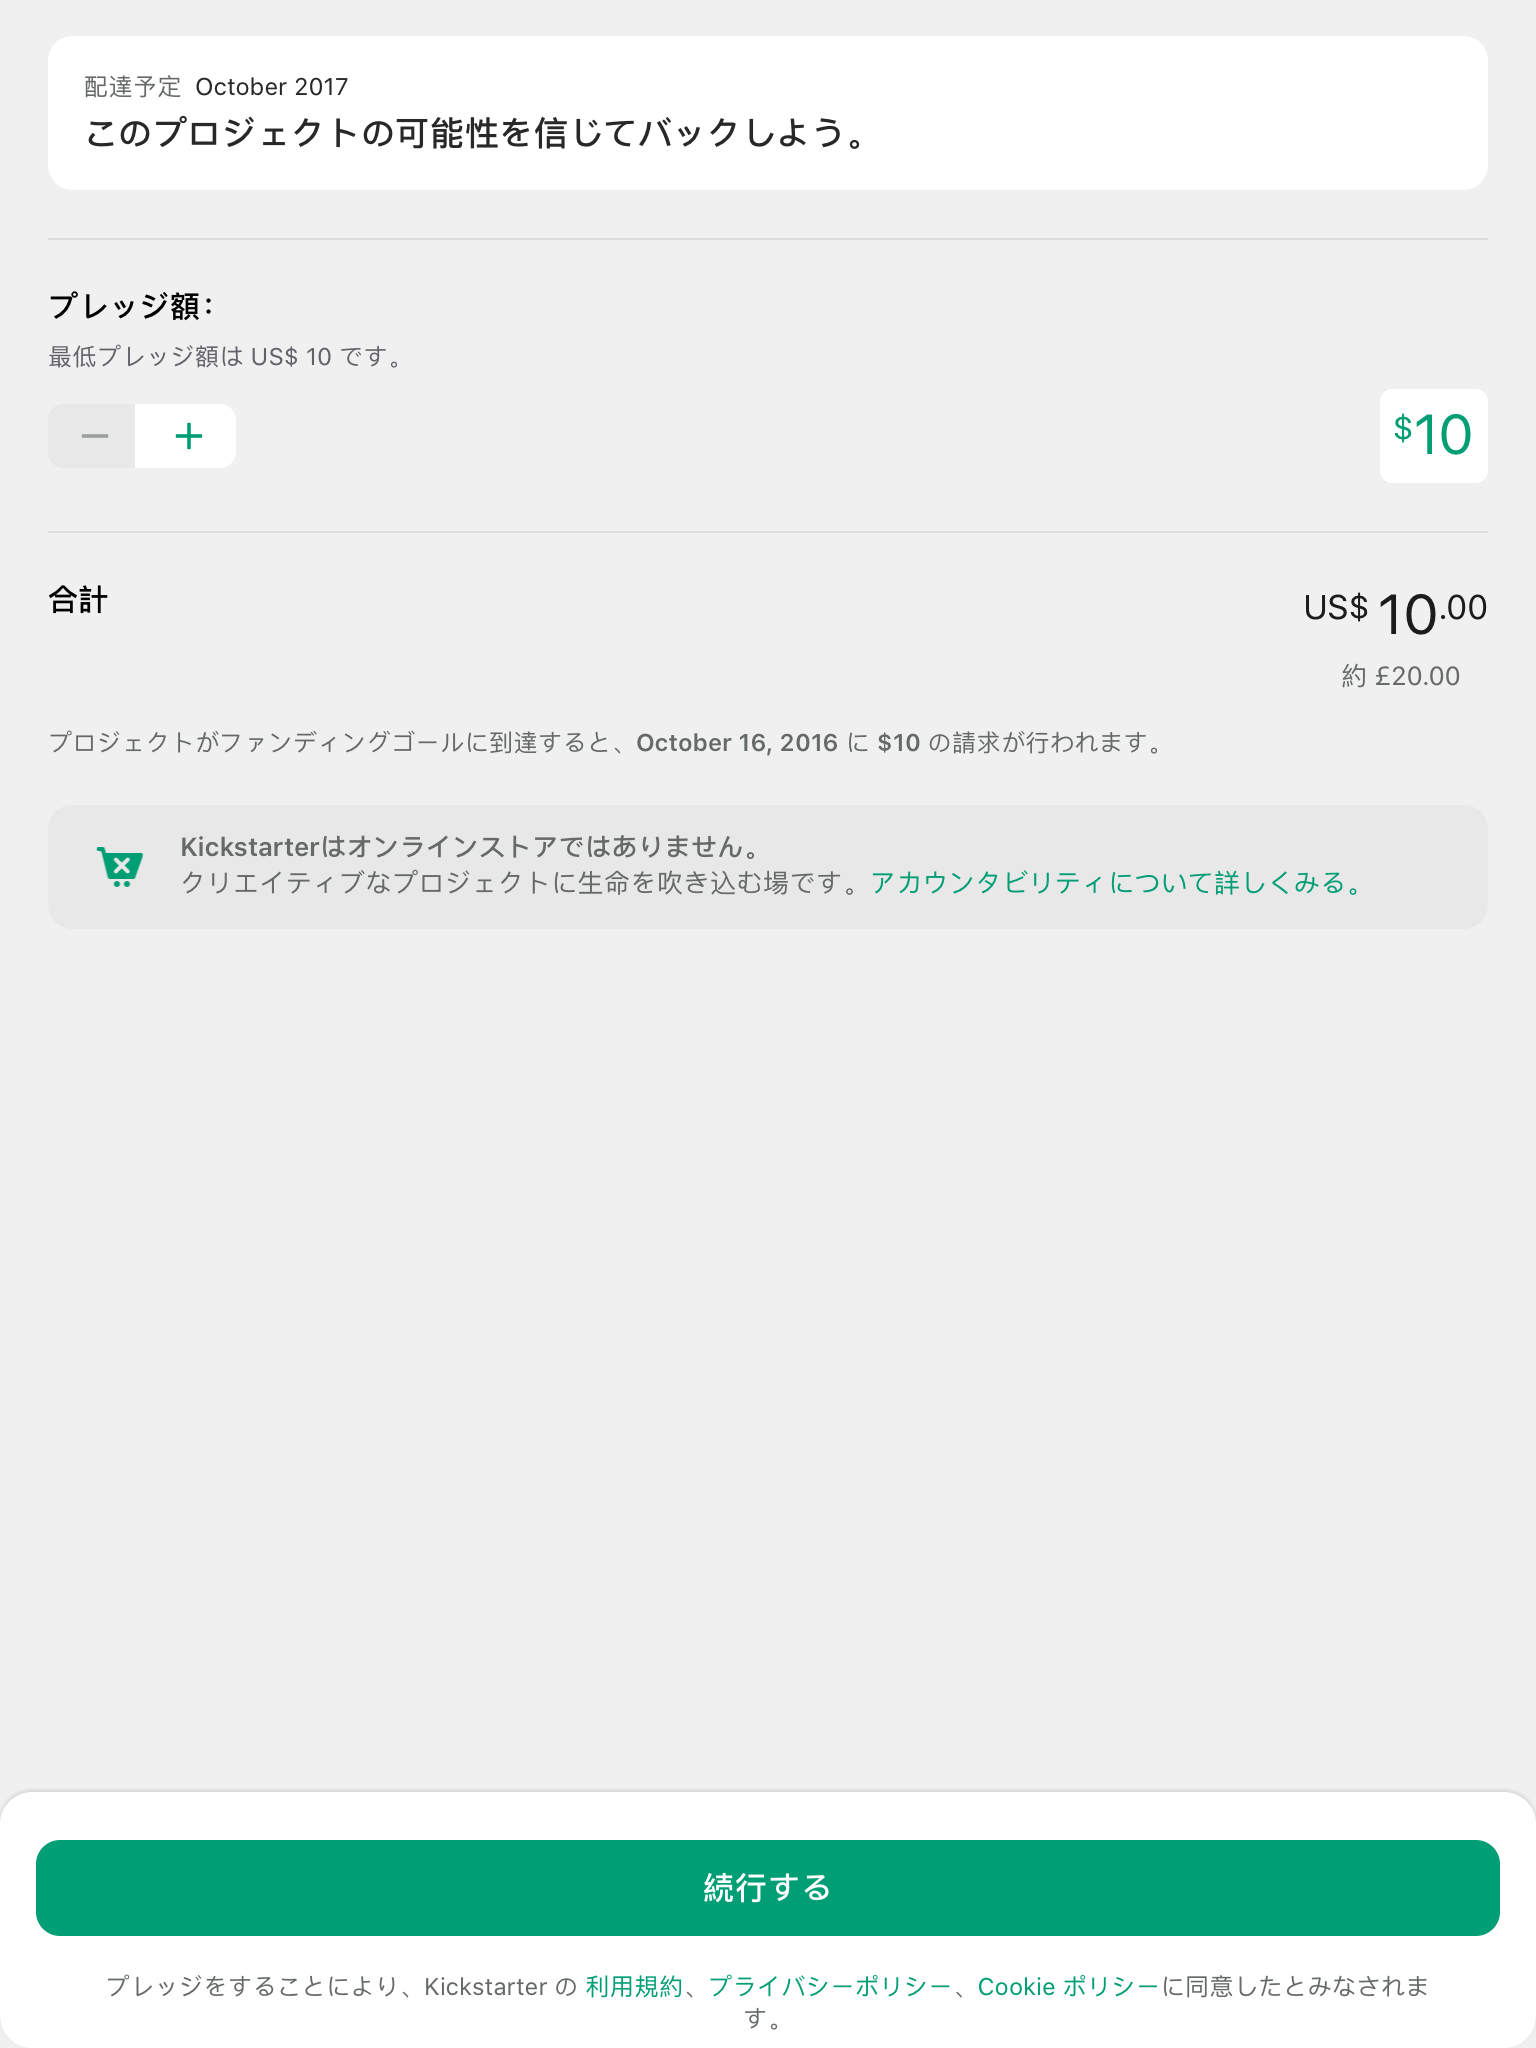 配達予定 October 2017
このプロジェクトの可能性を信じてバックしよう。
プレッジ額：
最低プレッジ額は US$ 10 です。
$10
合計
US$ 10.00
約 £20.00
プロジェクトがファンディングゴールに到達すると、October 16, 2016 に $10 の請求が行われます。
Kickstarterはオンラインストアではありません。
クリエイティブなプロジェクトに生命を吹き込む場です。アカウンタビリティについて詳しくみる。
続行する
プレッジをすることにより、Kickstarter の 利用規約、プライバシーポリシー、Cookie ポリシーに同意したとみなされま
す。